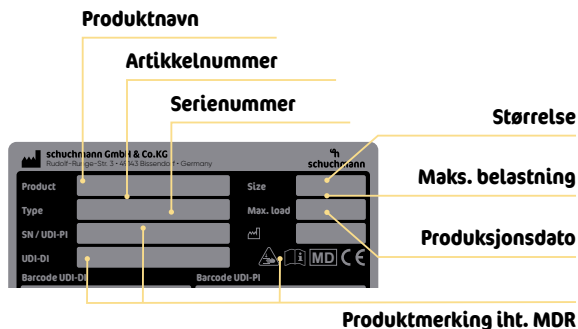 Produktnavn
Artikkelnummer
Serienummer
Størrelse
schuchmann GmbH & Co.KG
Rudolf-Runge-Str. 3 • 49143 Bissendorf • Germany
schuchmann
Maks. belastning
Product
Size
Type
Max. load
Produksjonsdato
SN / UDI-PI
UDI-DI
MD CE
Barcode UDI-DI
Barcode UDI-PI
Produktmerking iht. MDR